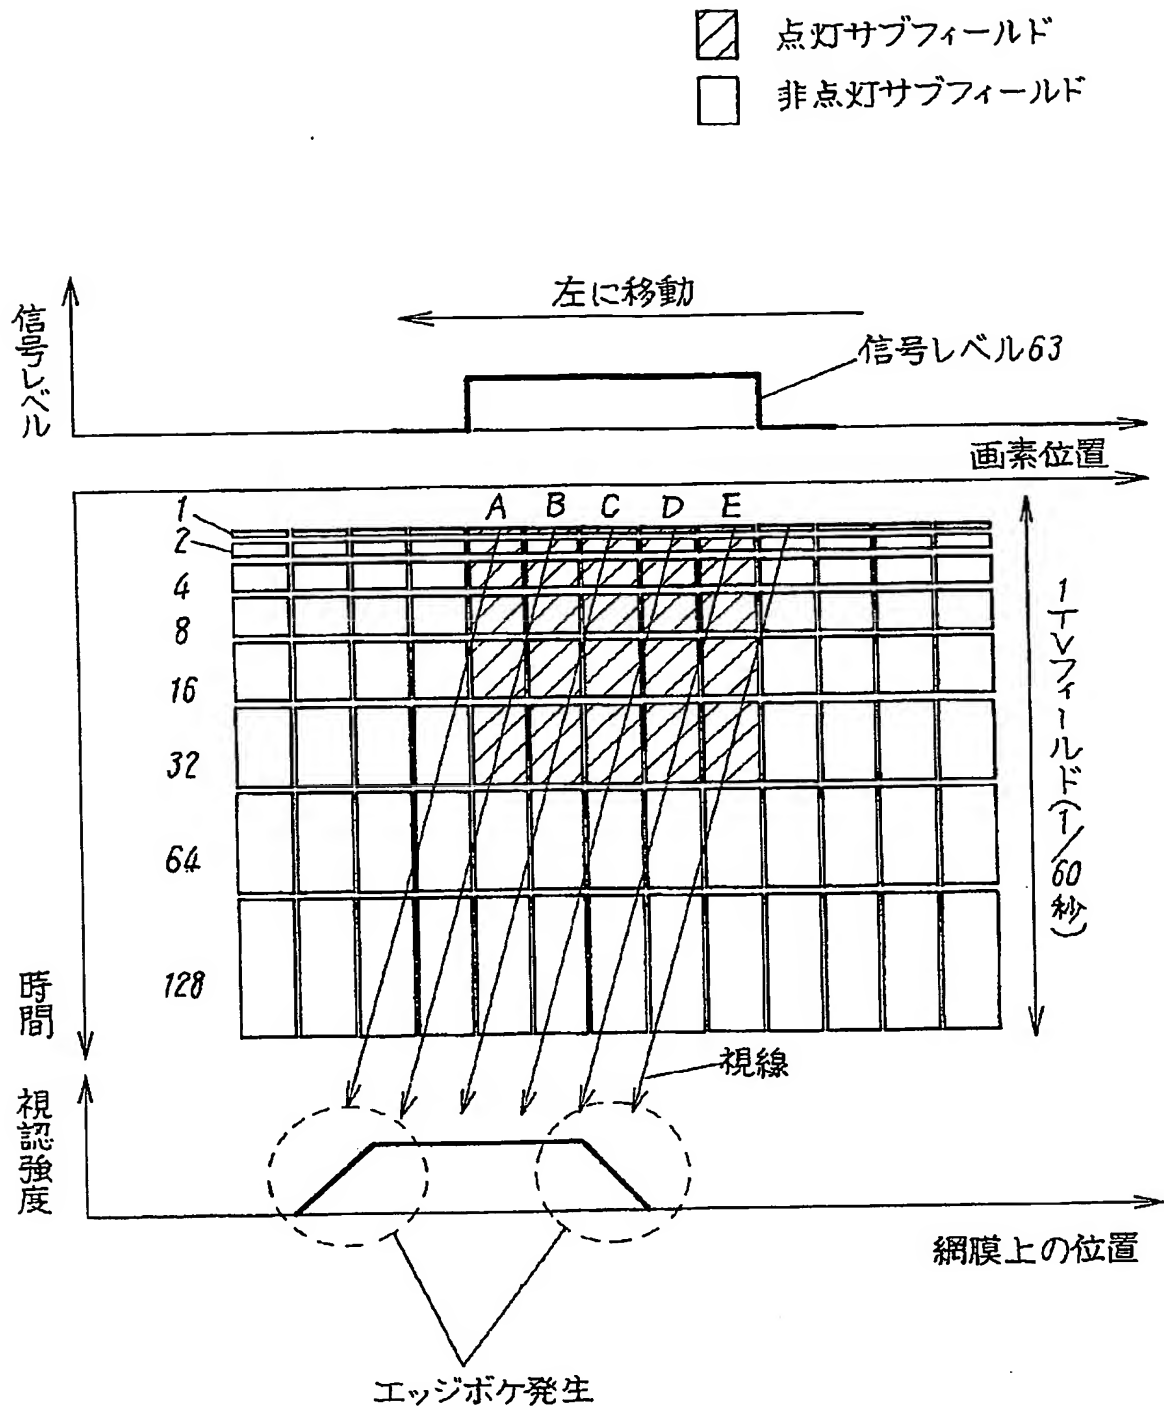 点灯サブフィールド
非点灯サブフィールド
左に移動
信号レベル
信号レベル63
画素位置
A B C D E
1
2
4
8
16
32
64
128
1TVフィールド(1/60秒)
時間
視線
視認強度
網膜上の位置
エッジボケ発生